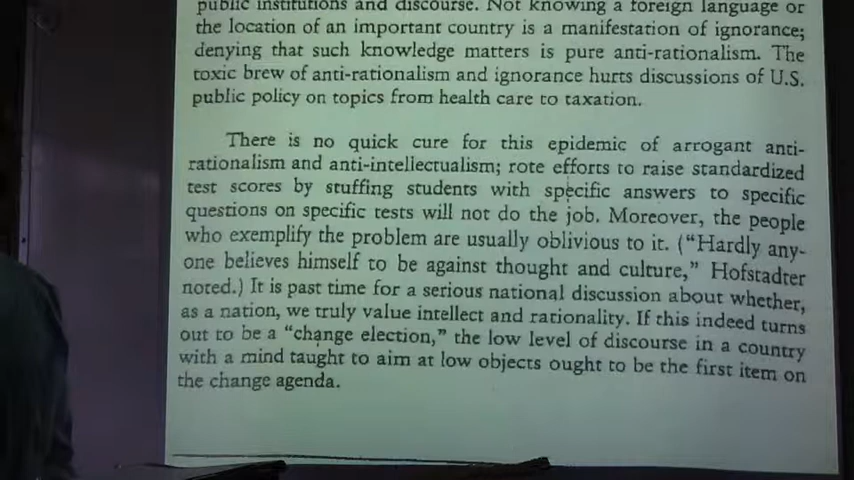 public institutions and discourse. Not knowing a foreign language or
the location of an important country is a manifestation of ignorance;
denying that such knowledge matters is pure anti-rationalism. The
toxic brew of anti-rationalism and ignorance hurts discussions of U.S.
public policy on topics from health care to taxation.
There is no quick cure for this epidemic of arrogant anti-
rationalism and anti-intellectualism; rote efforts to raise standardized
test scores by stuffing students with specific answers to specific
questions on specific tests will not do the job. Moreover, the people
who exemplify the problem are usually oblivious to it. (“Hardly any-
one believes himself to be against thought and culture,” Hofstadter
noted.) It is past time for a serious national discussion about whether,
as a nation, we truly value intellect and rationality. If this indeed turns
out to be a “change election,” the low level of discourse in a country
with a mind taught to aim at low objects ought to be the first item on
the change agenda.